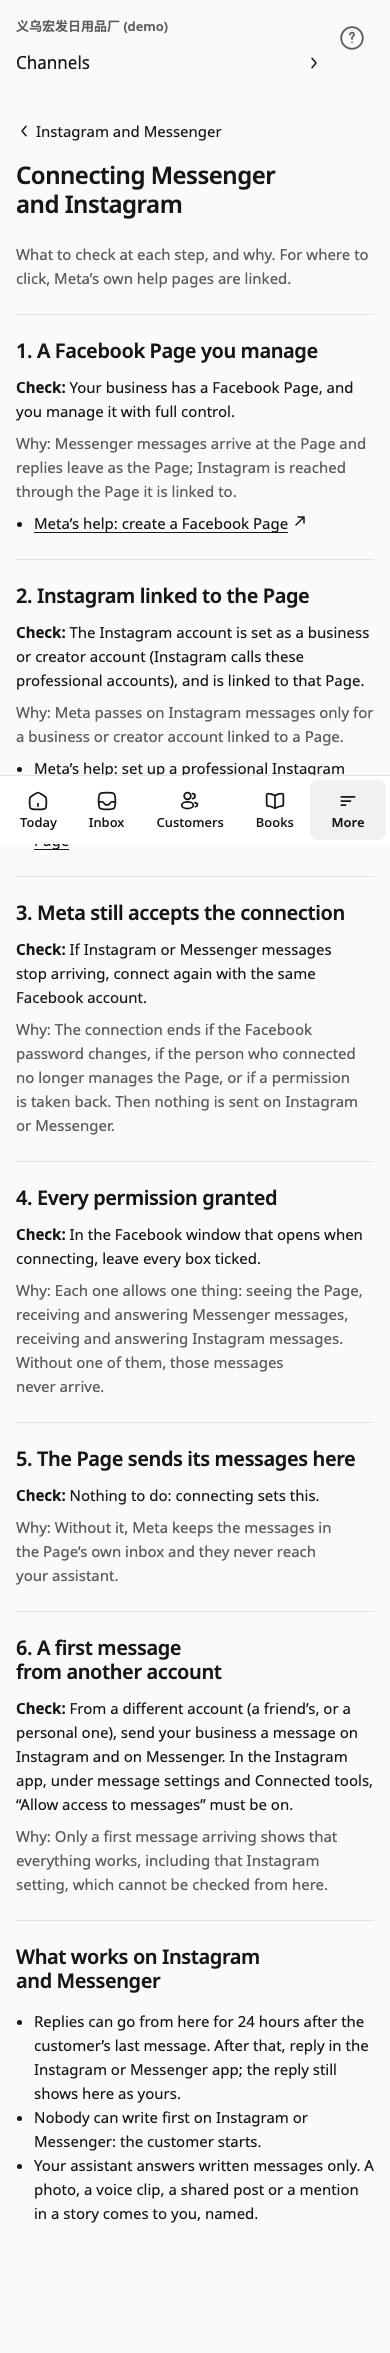 义乌宏发日用品厂 (demo)
Channels
Instagram and Messenger
Connecting Messenger
and Instagram
What to check at each step, and why. For where to
click, Meta’s own help pages are linked.
1. A Facebook Page you manage
Check: Your business has a Facebook Page, and
you manage it with full control.
Why: Messenger messages arrive at the Page and
replies leave as the Page; Instagram is reached
through the Page it is linked to.
• Meta’s help: create a Facebook Page
2. Instagram linked to the Page
Check: The Instagram account is set as a business
or creator account (Instagram calls these
professional accounts), and is linked to that Page.
Why: Meta passes on Instagram messages only for
a business or creator account linked to a Page.
• Meta’s help: set up a professional Instagram
Today
Inbox
Customers
Books
More
Page
3. Meta still accepts the connection
Check: If Instagram or Messenger messages
stop arriving, connect again with the same
Facebook account.
Why: The connection ends if the Facebook
password changes, if the person who connected
no longer manages the Page, or if a permission
is taken back. Then nothing is sent on Instagram
or Messenger.
4. Every permission granted
Check: In the Facebook window that opens when
connecting, leave every box ticked.
Why: Each one allows one thing: seeing the Page,
receiving and answering Messenger messages,
receiving and answering Instagram messages.
Without one of them, those messages
never arrive.
5. The Page sends its messages here
Check: Nothing to do: connecting sets this.
Why: Without it, Meta keeps the messages in
the Page’s own inbox and they never reach
your assistant.
6. A first message
from another account
Check: From a different account (a friend’s, or a
personal one), send your business a message on
Instagram and on Messenger. In the Instagram
app, under message settings and Connected tools,
“Allow access to messages” must be on.
Why: Only a first message arriving shows that
everything works, including that Instagram
setting, which cannot be checked from here.
What works on Instagram
and Messenger
• Replies can go from here for 24 hours after the
customer’s last message. After that, reply in the
Instagram or Messenger app; the reply still
shows here as yours.
• Nobody can write first on Instagram or
Messenger: the customer starts.
• Your assistant answers written messages only. A
photo, a voice clip, a shared post or a mention
in a story comes to you, named.